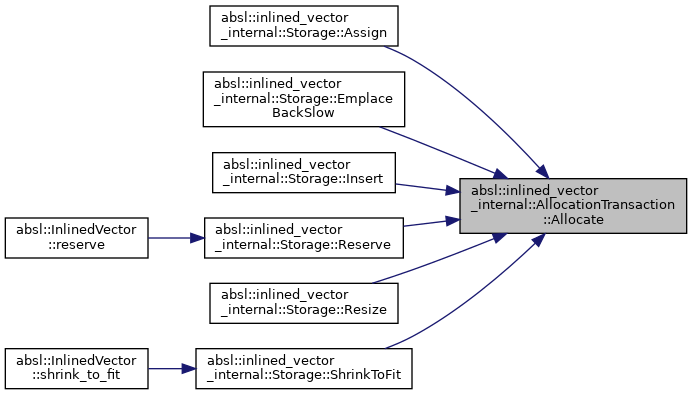 absl::inlined_vector
_internal::Storage::Assign
absl::inlined_vector
_internal::Storage::Emplace
BackSlow
absl::inlined_vector
_internal::Storage::Insert
absl::inlined_vector
_internal::AllocationTransaction
::Allocate
absl::InlinedVector
::reserve
absl::inlined_vector
_internal::Storage::Reserve
absl::inlined_vector
_internal::Storage::Resize
absl::InlinedVector
::shrink_to_fit
absl::inlined_vector
_internal::Storage::ShrinkToFit